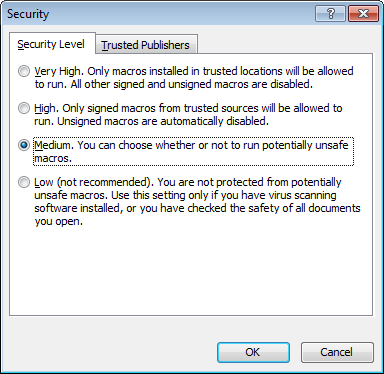 Security
Security Level
Trusted Publishers
Very High. Only macros installed in trusted locations will be allowed
to run. All other signed and unsigned macros are disabled.
High. Only signed macros from trusted sources will be allowed to
run. Unsigned macros are automatically disabled.
Medium. You can choose whether or not to run potentially unsafe
macros.
Low (not recommended). You are not protected from potentially
unsafe macros. Use this setting only if you have virus scanning
software installed, or you have checked the safety of all documents
you open.
OK
Cancel